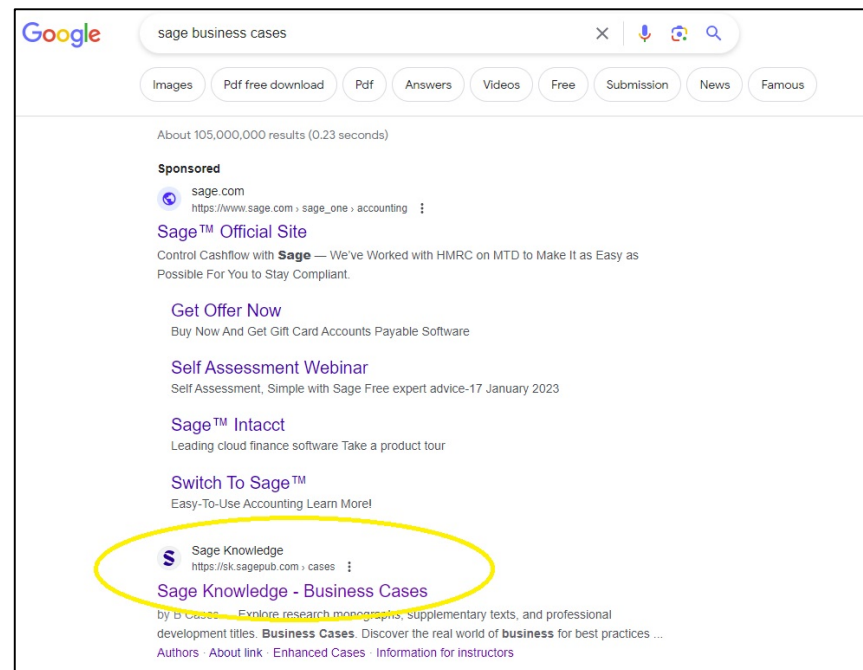 Google
sage business cases
Images Pdf free download Pdf Answers Videos Free Submission News Famous
About 105,000,000 results (0.23 seconds)
Sponsored
sage.com
https://www.sage.com › sage_one › accounting
Sage™ Official Site
Control Cashflow with Sage — We've Worked with HMRC on MTD to Make It as Easy as
Possible For You to Stay Compliant.
Get Offer Now
Buy Now And Get Gift Card Accounts Payable Software
Self Assessment Webinar
Self Assessment, Simple with Sage Free expert advice-17 January 2023
Sage™ Intacct
Leading cloud finance software Take a product tour
Switch To Sage™
Easy-To-Use Accounting Learn More!
Sage Knowledge
https://sk.sagepub.com › cases
Sage Knowledge - Business Cases
by B Cases — Explore research monographs, supplementary texts, and professional
development titles. Business Cases. Discover the real world of business for best practices ...
Authors · About link · Enhanced Cases · Information for instructors